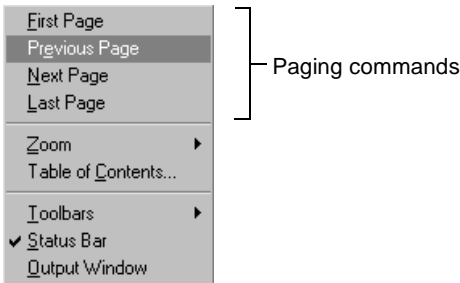 First Page
Previous Page
Next Page
Last Page
Paging commands
Zoom
Table of Contents...
Toolbars
Status Bar
Output Window